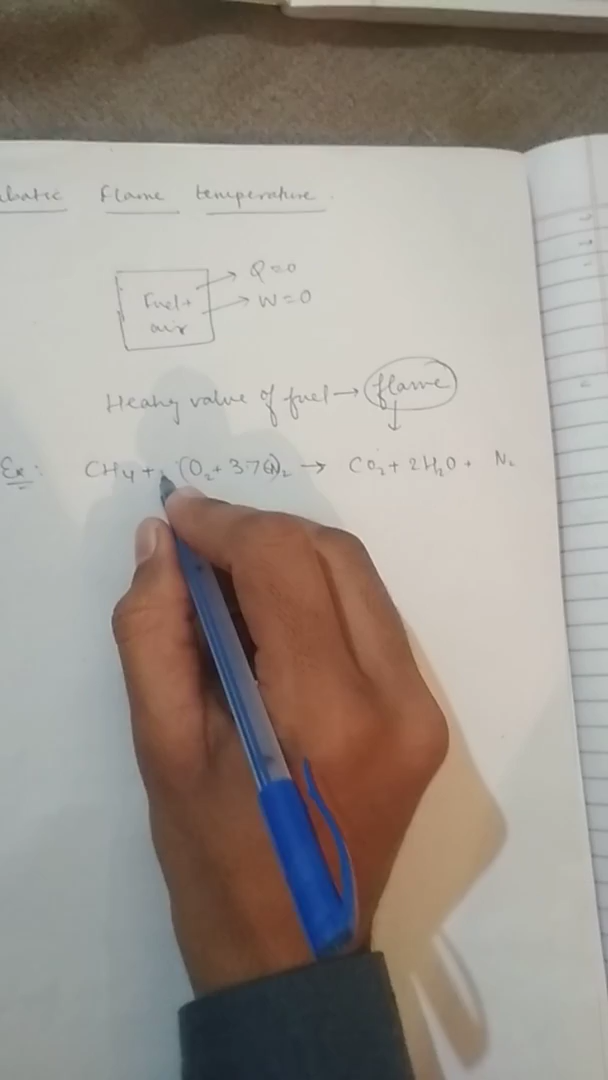 abatic Flame temperature.
Fuel+ air
Q=0
W=0
Heating value of fuel → flame
Ex: CH4 + (O2 + 3.76N2 → CO2 + 2H2O + N2